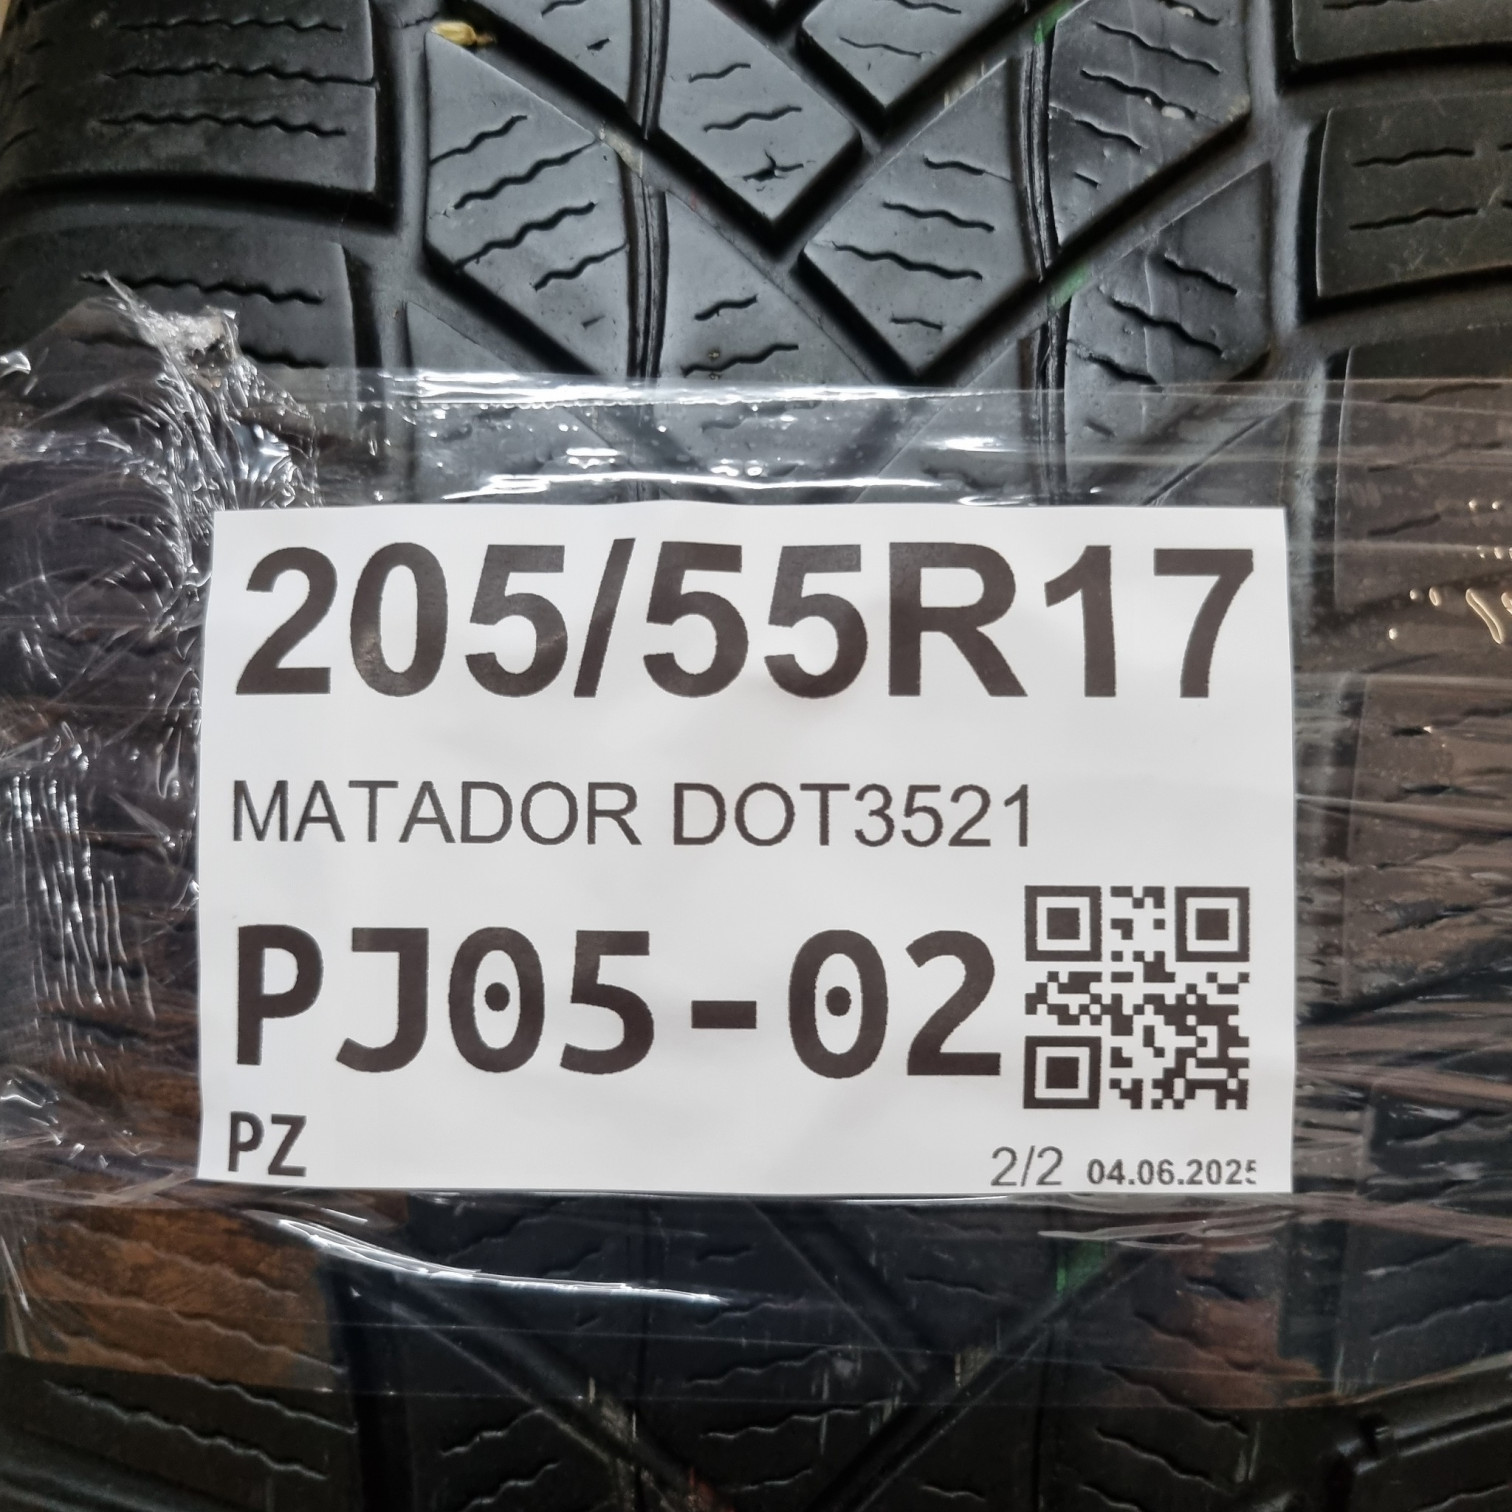 205/55R17
MATADOR DOT3521
PJ05-02
PZ
2/2 04.06.2025